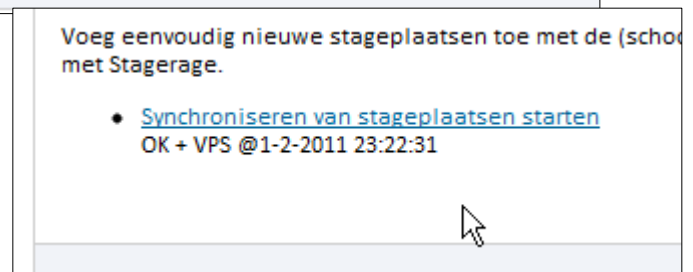 Voeg eenvoudig nieuwe stageplaatsen toe met de (schoo
met Stagerage.
Synchroniseren van stageplaatsen starten
OK + VPS @1-2-2011 23:22:31